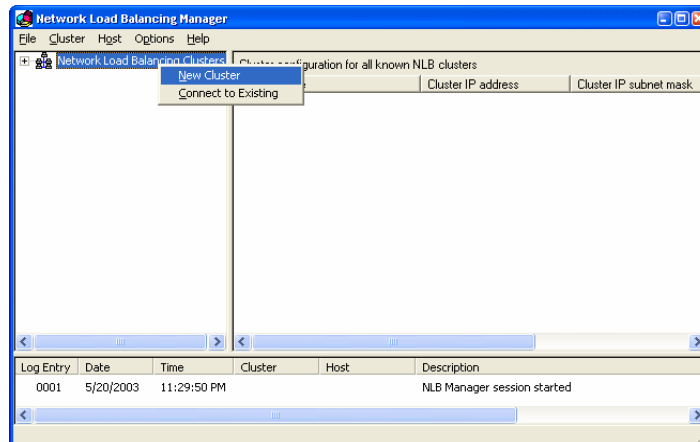 Network Load Balancing Manager
File Cluster Host Options Help
Network Load Balancing Clusters
Cluster configuration for all known NLB clusters
New Cluster
Connect to Existing
Cluster IP address Cluster IP subnet mask
Log Entry Date Time Cluster Host Description
0001 5/20/2003 11:29:50 PM NLB Manager session started